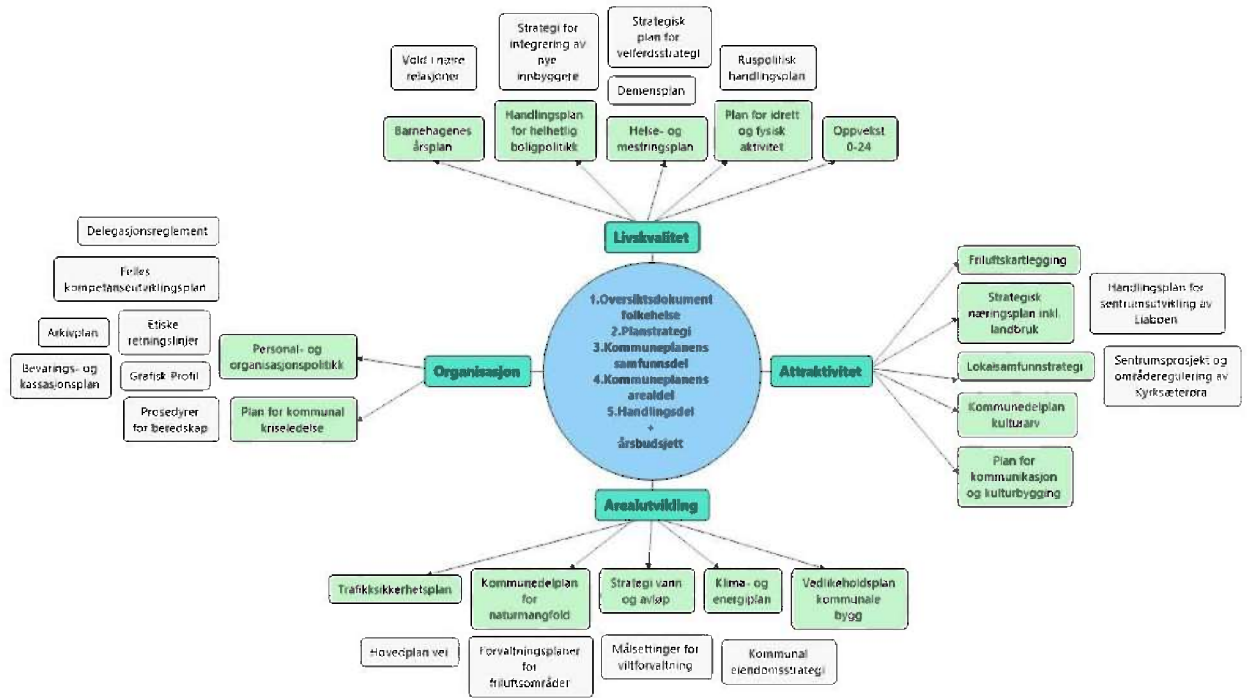 Strategi for
integrering av
nye
innbyggere
Strategisk
plan for
velferdsstrategi
Vold i nære
relasjoner
Ruspolitisk
handlingsplan
Demensplan
Barnehagenes
årsplan
Handlingsplan
for helhetlig
boligpolitikk
Helse- og
mestringsplan
Plan for idrett
og fysisk
aktivitet
Oppvekst
0-24
Livskvalitet
Delegasjonsreglement
Felles
kompetanseutviklingsplan
Arkivplan
Etiske
retningslinjer
Bevarings- og
kassasjonsplan
Grafisk Profil
Prosedyrer
for beredskap
Personal- og
organisasjonspolitikk
Plan for kommunal
kriseledelse
Organisasjon
1.Oversiktsdokument
folkehelse
2.Planstrategi
3.Kommuneplanens
samfunnsdel
4.Kommuneplanens
arealdel
5.Handlingsdel
+
årsbudsjett
Attraktivitet
Friluftskartlegging
Strategisk
næringsplan inkl.
landbruk
Handlingsplan for
sentrumsutvikling av
Liabøen
Lokalsamfunnstrategi
Sentrumsprosjekt og
områderegulering av
Kyrksæterøra
Kommunedelplan
kulturarv
Plan for
kommunikasjon
og kulturbygging
Arealutvikling
Trafikksikkerhetsplan
Kommunedelplan
for
naturmangfold
Strategi vann
og avløp
Klima- og
energiplan
Vedlikeholdsplan
kommunale
bygg
Hovedplan vei
Forvaltningsplaner
for
friluftsområder
Målsettinger for
viltforvaltning
Kommunal
eiendomsstrategi